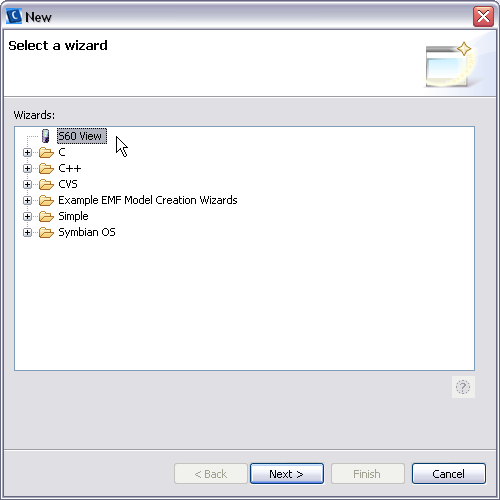 New
Select a wizard
Wizards:
S60 View
C
C++
CVS
Example EMF Model Creation Wizards
Simple
Symbian OS
?
< Back Next > Finish Cancel